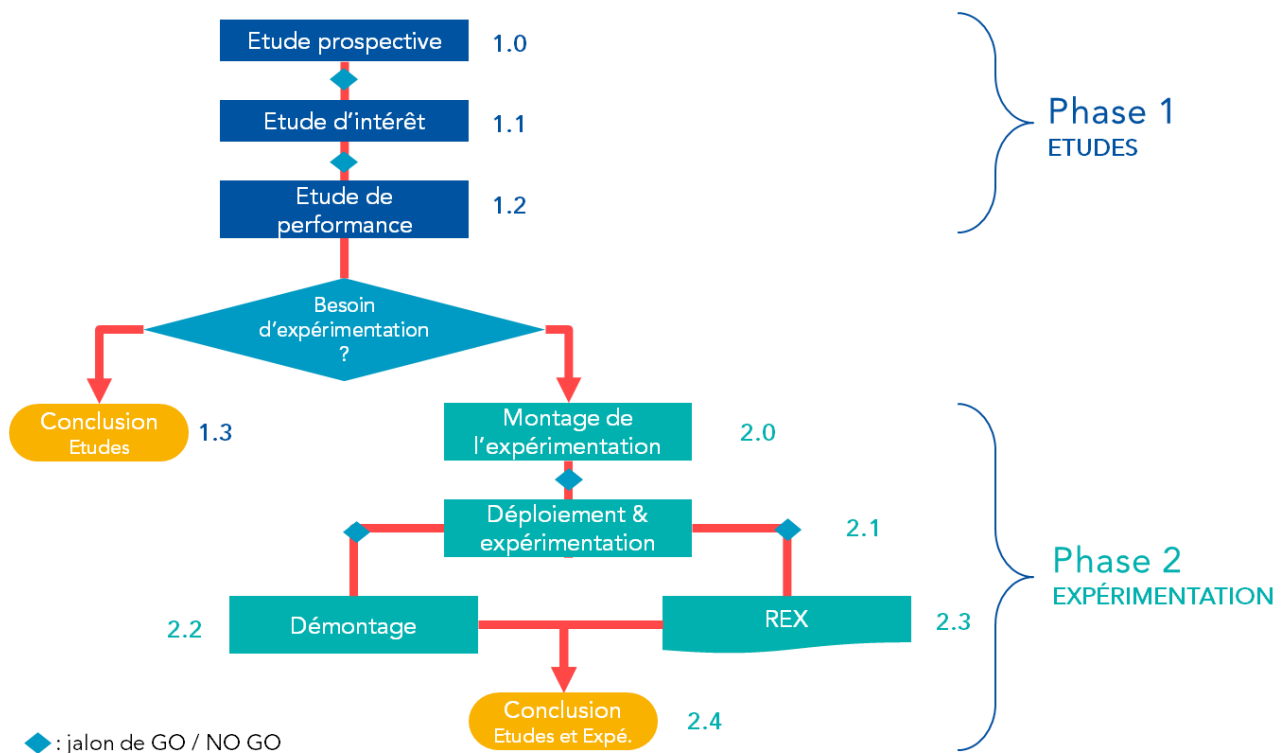 Etude prospective
1.0
Etude d'intérêt
1.1
Phase 1
ETUDES
Etude de
performance
1.2
Besoin
d'expérimentation
?
Conclusion
Etudes
1.3
Montage de
l'expérimentation
2.0
Déploiement &
expérimentation
2.1
Phase 2
EXPÉRIMENTATION
2.2
Démontage
REX
2.3
Conclusion
Etudes et Expé.
2.4
: jalon de GO / NO GO